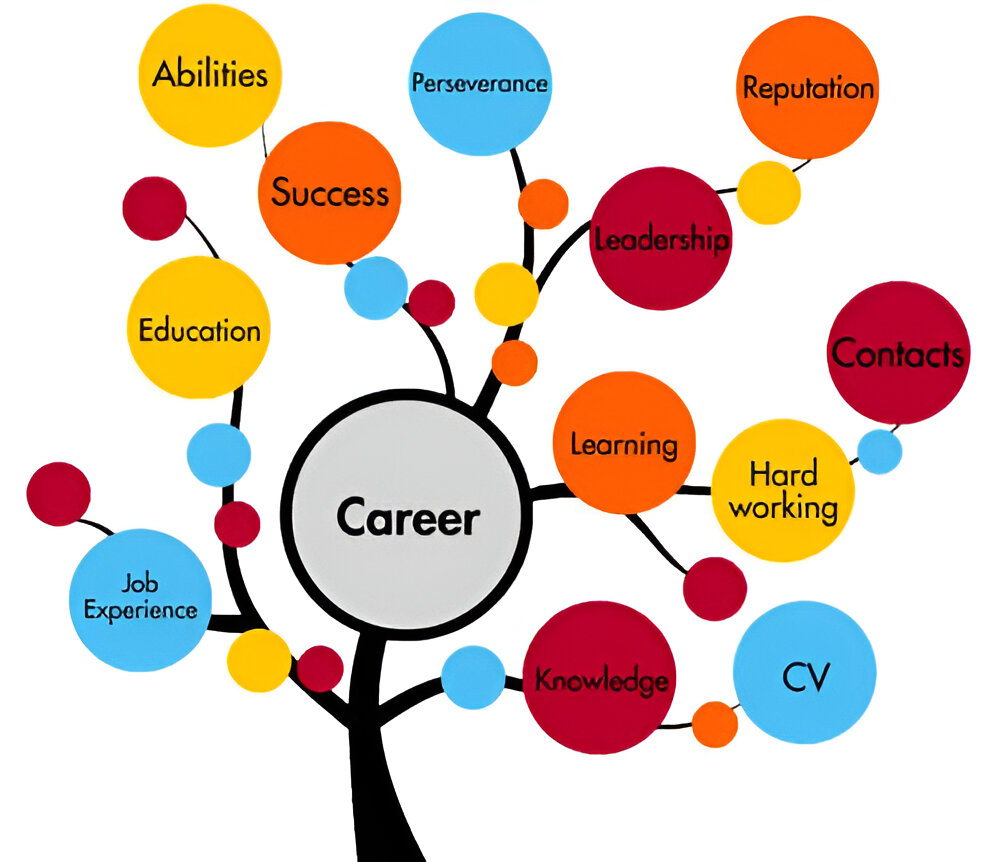 Abilities
Perseverance
Reputation
Success
Leadership
Education
Contacts
Learning
Hard
working
Career
Job
Experience
Knowledge
CV